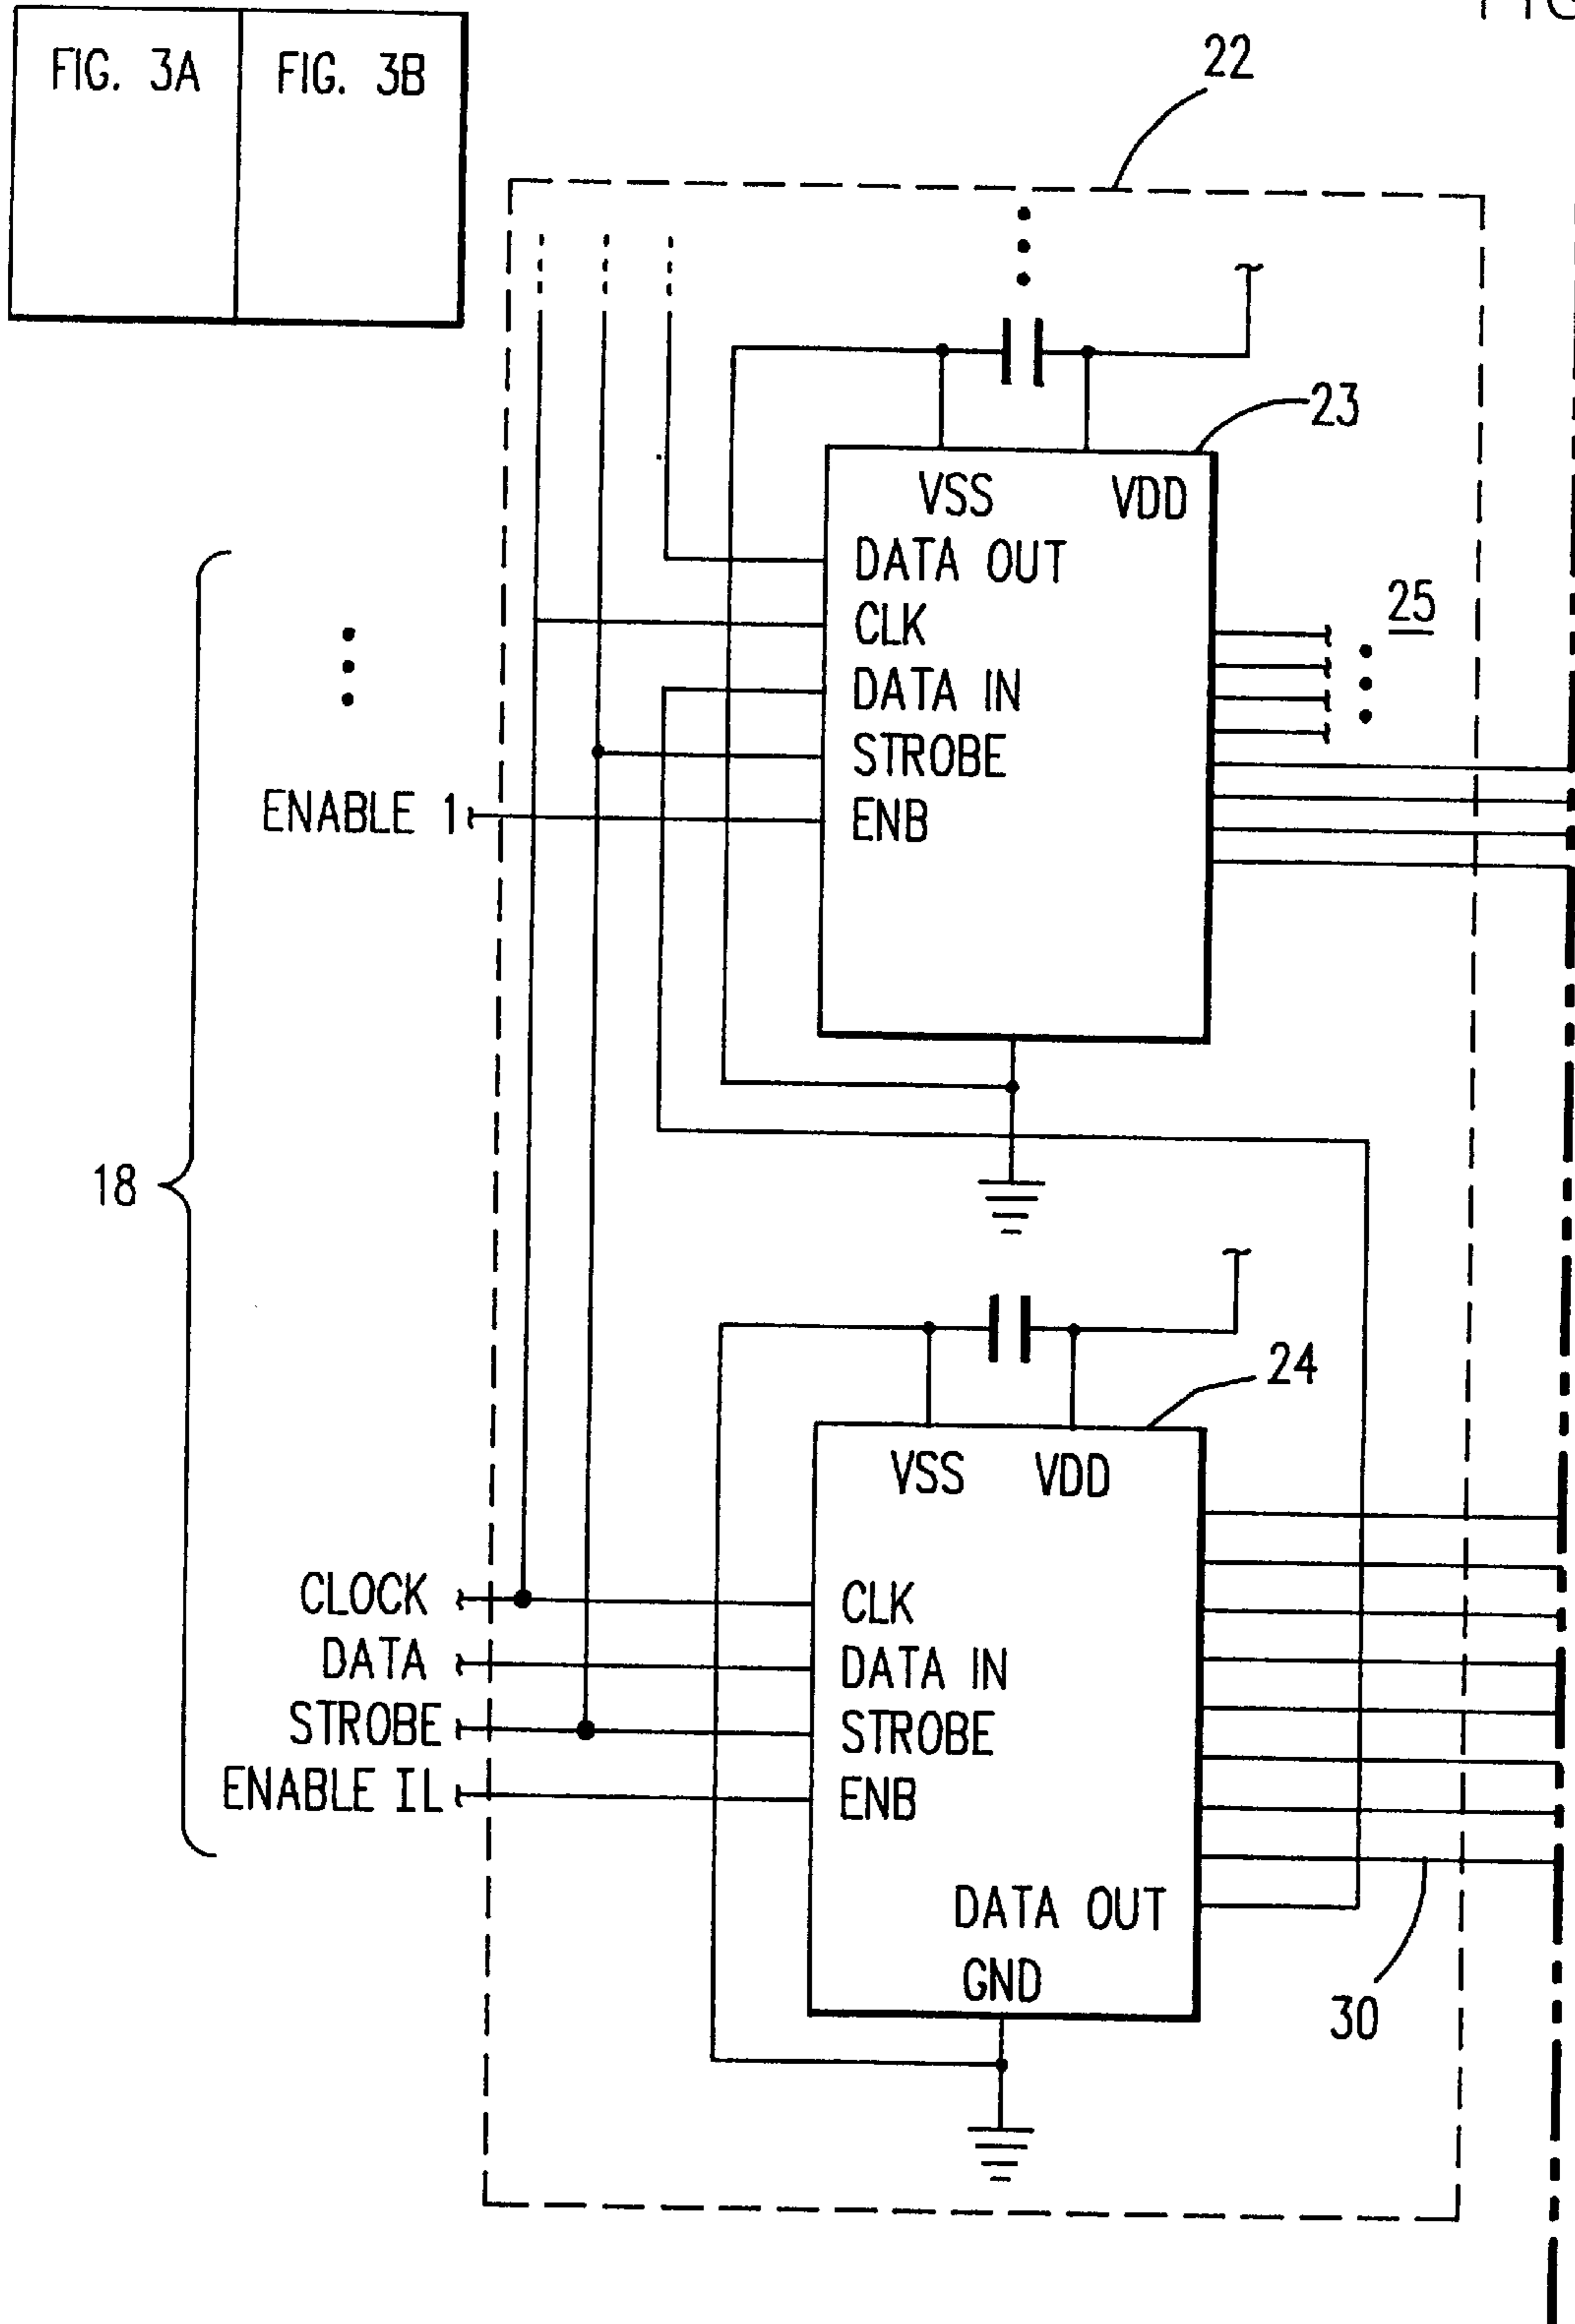 FIG. 3A
FIG. 3B
22
23
VSS
VDD
DATA OUT
CLK
DATA IN
STROBE
ENB
25
ENABLE 1
18
24
VSS
VDD
CLOCK
DATA
STROBE
ENABLE IL
CLK
DATA IN
STROBE
ENB
DATA OUT
GND
30